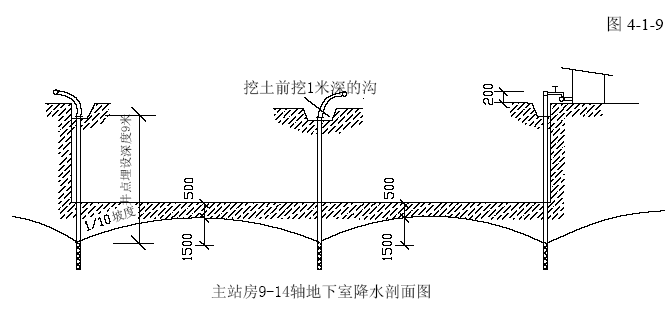 图 4-1-9
挖土前挖1米深的沟
200
井点埋设深度9米
1/10坡度
500
1500
500
1500
主站房9-14轴地下室降水剖面图